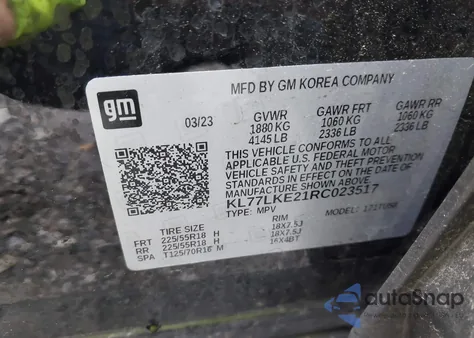 gm
MFD BY GM KOREA COMPANY
03/23 GVWR GAWR FRT GAWR RR
1880 KG 1060 KG 1060 KG
4145 LB 2336 LB 2336 LB
THIS VEHICLE CONFORMS TO ALL
APPLICABLE U.S. FEDERAL MOTOR
VEHICLE SAFETY AND THEFT PREVENTION
STANDARDS IN EFFECT ON THE DATE OF
MANUFACTURE SHOWN ABOVE.
KL77LKE21RC023517
TYPE: MPV MODEL:
TIRE SIZE RIM
FRT 225/55R18 H 18X7.5J
RR 225/55R18 H 18X7.5J
SPA T125/70R16 M 16X4BT
autoSnap